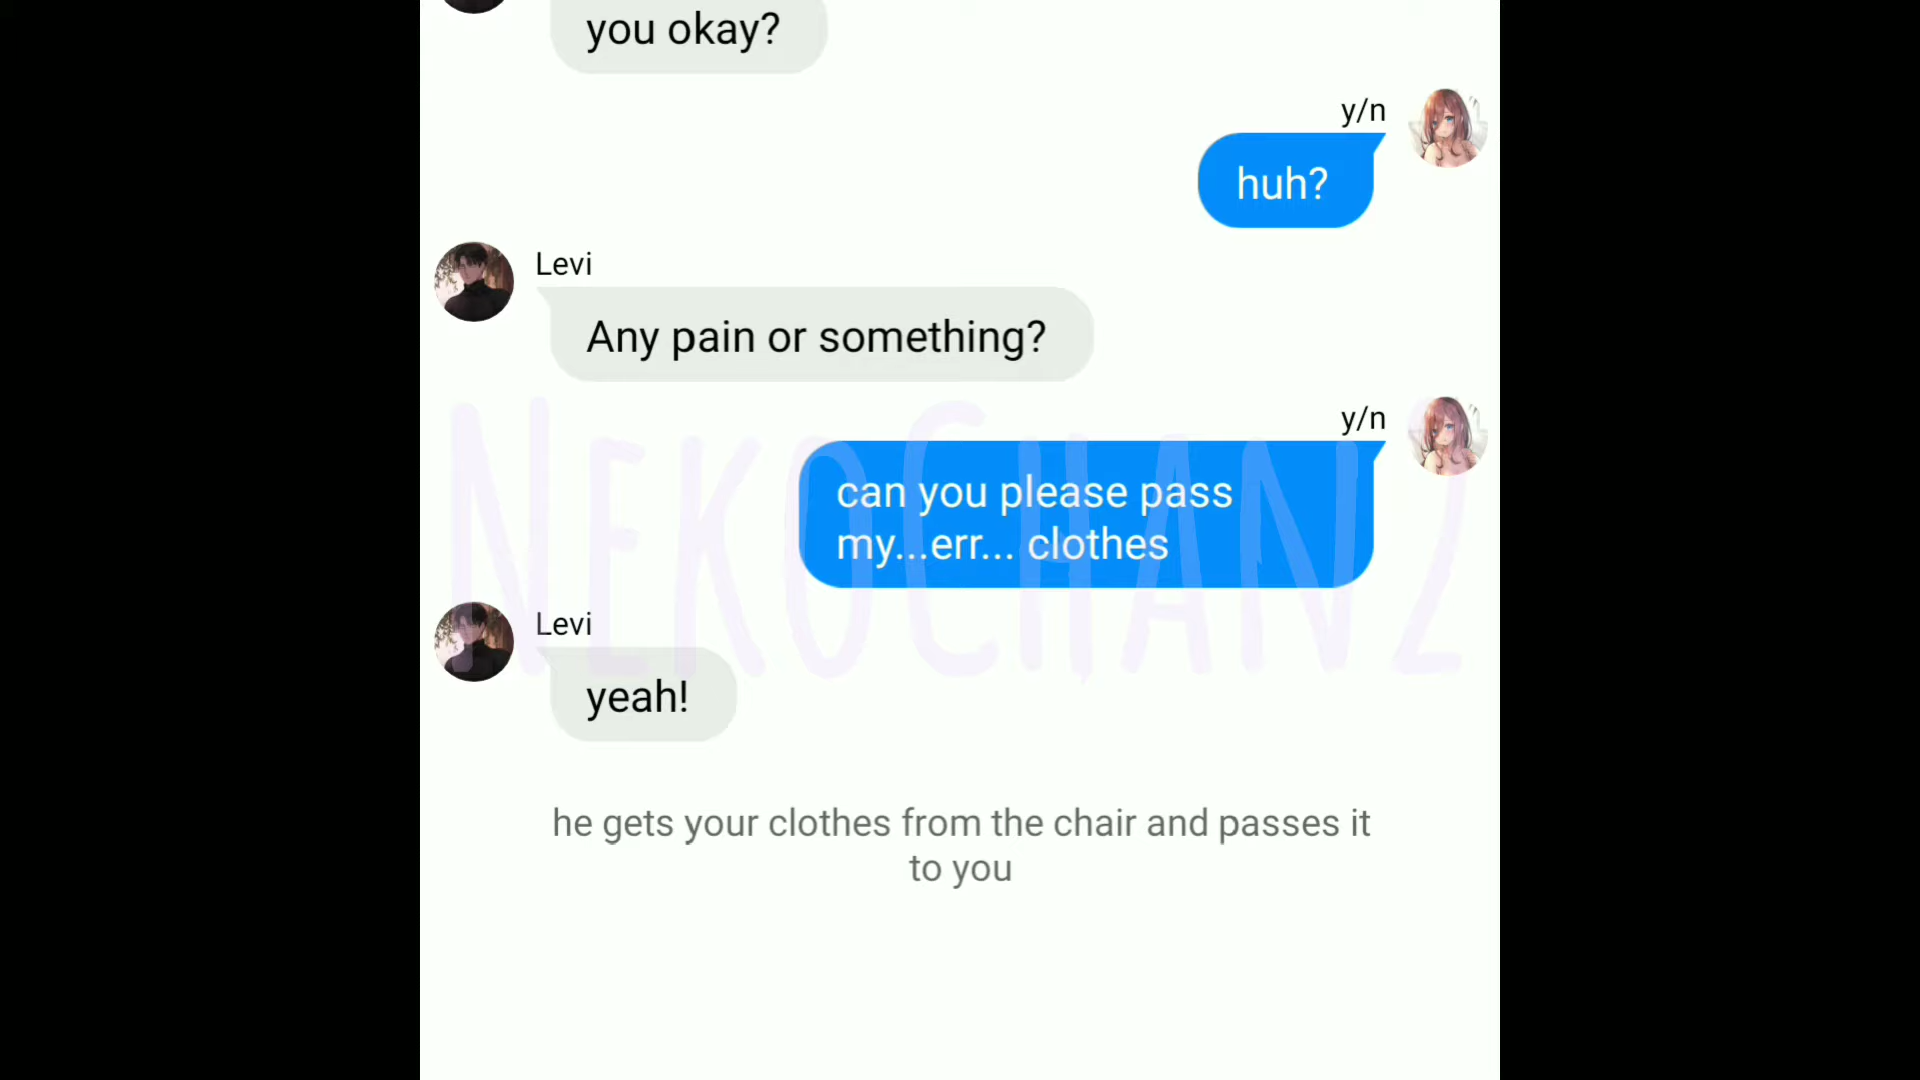 you okay?
y/n
huh?
Levi
Any pain or something?
y/n
can you please pass
my...err... clothes
Levi
yeah!
NEKOCHAN2
he gets your clothes from the chair and passes it
to you